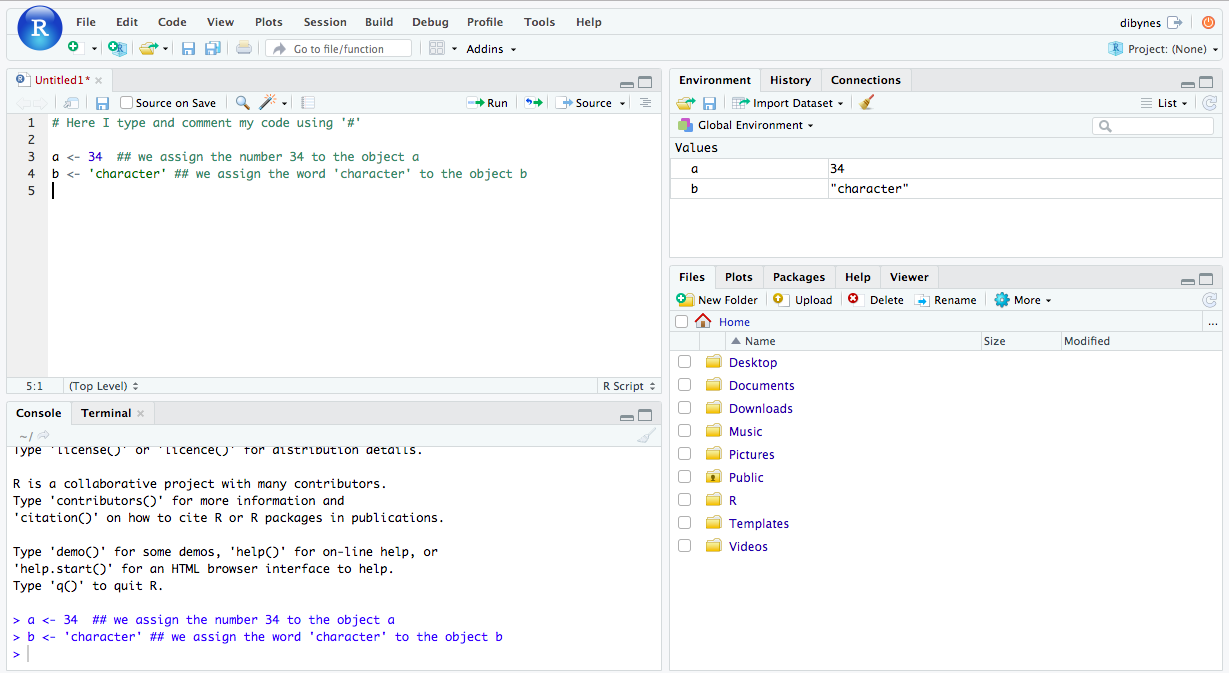 R File Edit Code View Plots Session Build Debug Profile Tools Help dibynes
Go to file/function Addins R Project: (None)
Untitled1*
Source on Save Run Source
1 # Here I type and comment my code using '#'
2
3 a <- 34  ## we assign the number 34 to the object a
4 b <- 'character' ## we assign the word 'character' to the object b
5
5:1 (Top Level) R Script
Console Terminal
~/
Type 'license()' or 'licence()' for distribution details.
R is a collaborative project with many contributors.
Type 'contributors()' for more information and
'citation()' on how to cite R or R packages in publications.
Type 'demo()' for some demos, 'help()' for on-line help, or
'help.start()' for an HTML browser interface to help.
Type 'q()' to quit R.
> a <- 34  ## we assign the number 34 to the object a
> b <- 'character' ## we assign the word 'character' to the object b
>
Environment History Connections
Import Dataset List
Global Environment
Values
a 34
b "character"
Files Plots Packages Help Viewer
New Folder Upload Delete Rename More
Home ...
Name Size Modified
Desktop
Documents
Downloads
Music
Pictures
Public
R
Templates
Videos